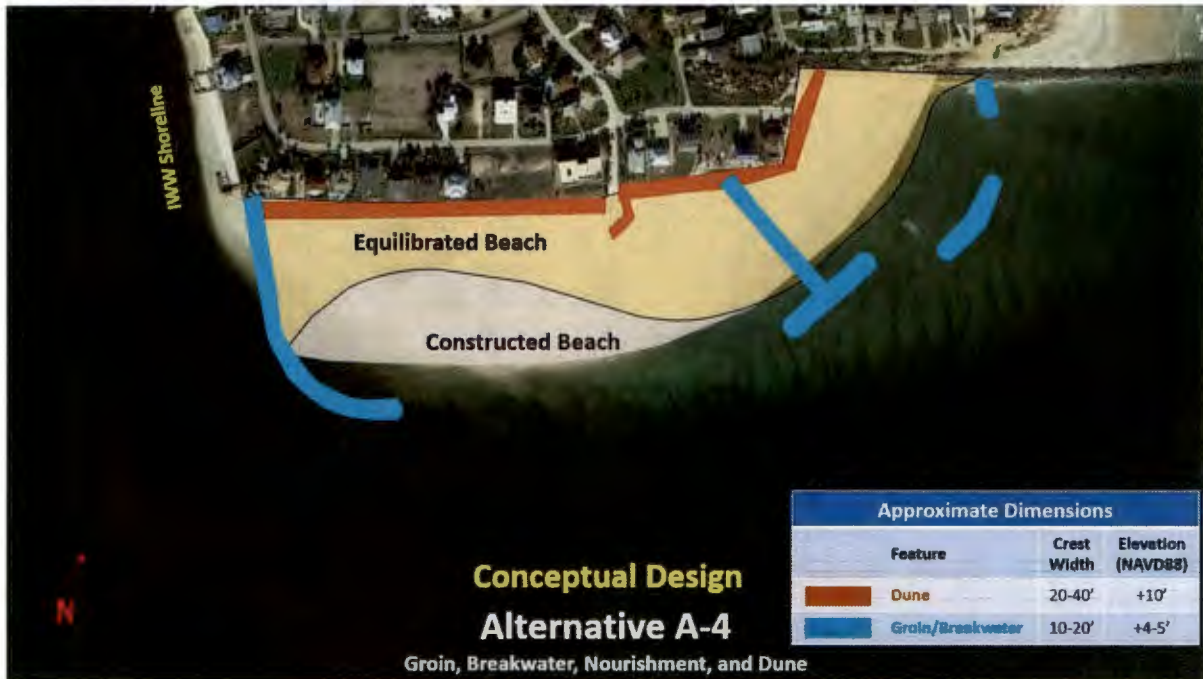 IWW Shoreline
Equilibrated Beach
Constructed Beach
N
Conceptual Design
Alternative A-4
Groin, Breakwater, Nourishment, and Dune
Approximate Dimensions
Feature Crest Width Elevation (NAVD88)
Dune 20-40' +10'
Groin/Breakwater 10-20' +4-5'